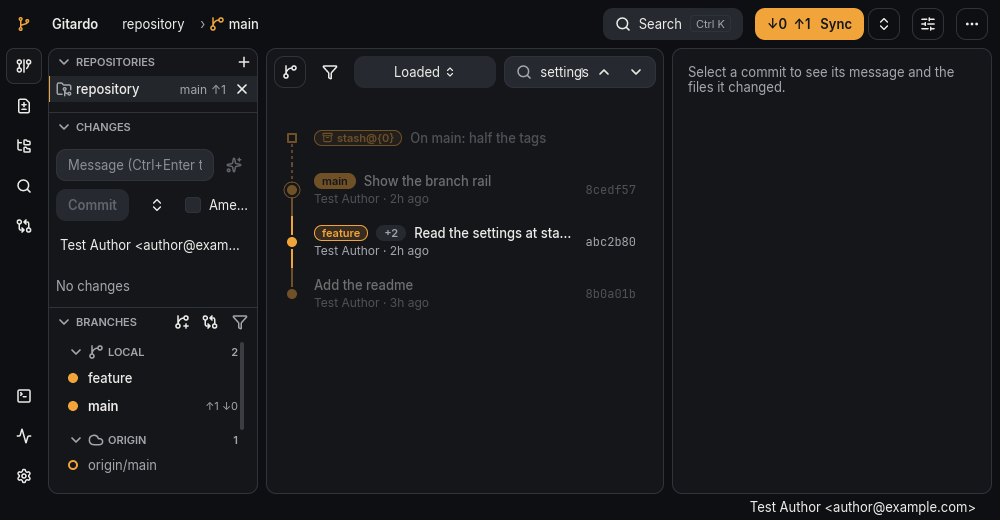 Gitardo
repository
main
Search
Ctrl K
↓0 ↑1 Sync
REPOSITORIES
repository
main ↑1
CHANGES
Message (Ctrl+Enter t
Commit
Ame...
Test Author <author@exam...
No changes
BRANCHES
LOCAL
2
feature
main
↑1 ↓0
ORIGIN
1
origin/main
Loaded
settings
stash@{0}
On main: half the tags
main
Show the branch rail
Test Author · 2h ago
8cedf57
feature
+2
Read the settings at sta...
Test Author · 2h ago
abc2b80
Add the readme
Test Author · 3h ago
8b0a01b
Select a commit to see its message and the
files it changed.
Test Author <author@example.com>